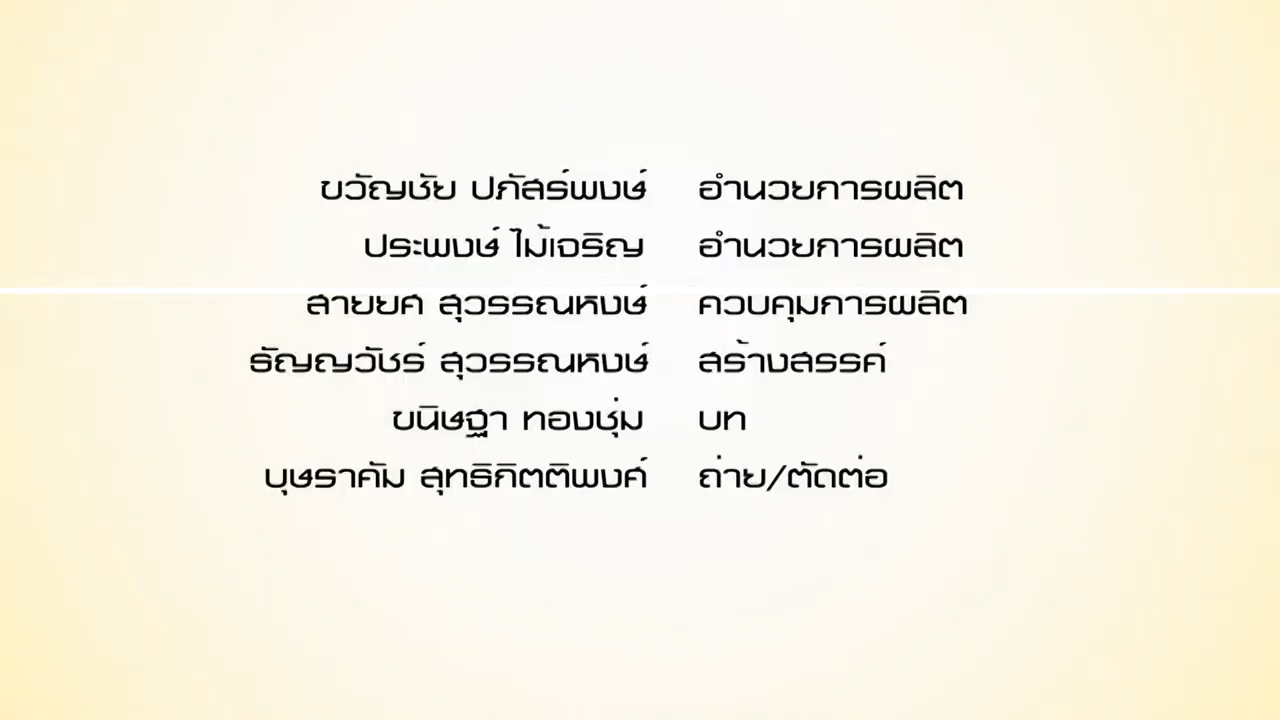 ขวัญชัย ปภัสร์พงษ์ อำนวยการผลิต
ประพงษ์ ไม้เจริญ อำนวยการผลิต
สายยศ สุวรรณหงษ์ ควบคุมการผลิต
ธัญญวัชร์ สุวรรณหงษ์ สร้างสรรค์
ขนิษฐา ทองชุ่ม บท
บุษราคัม สุทธิกิตติพงศ์ ถ่าย/ตัดต่อ